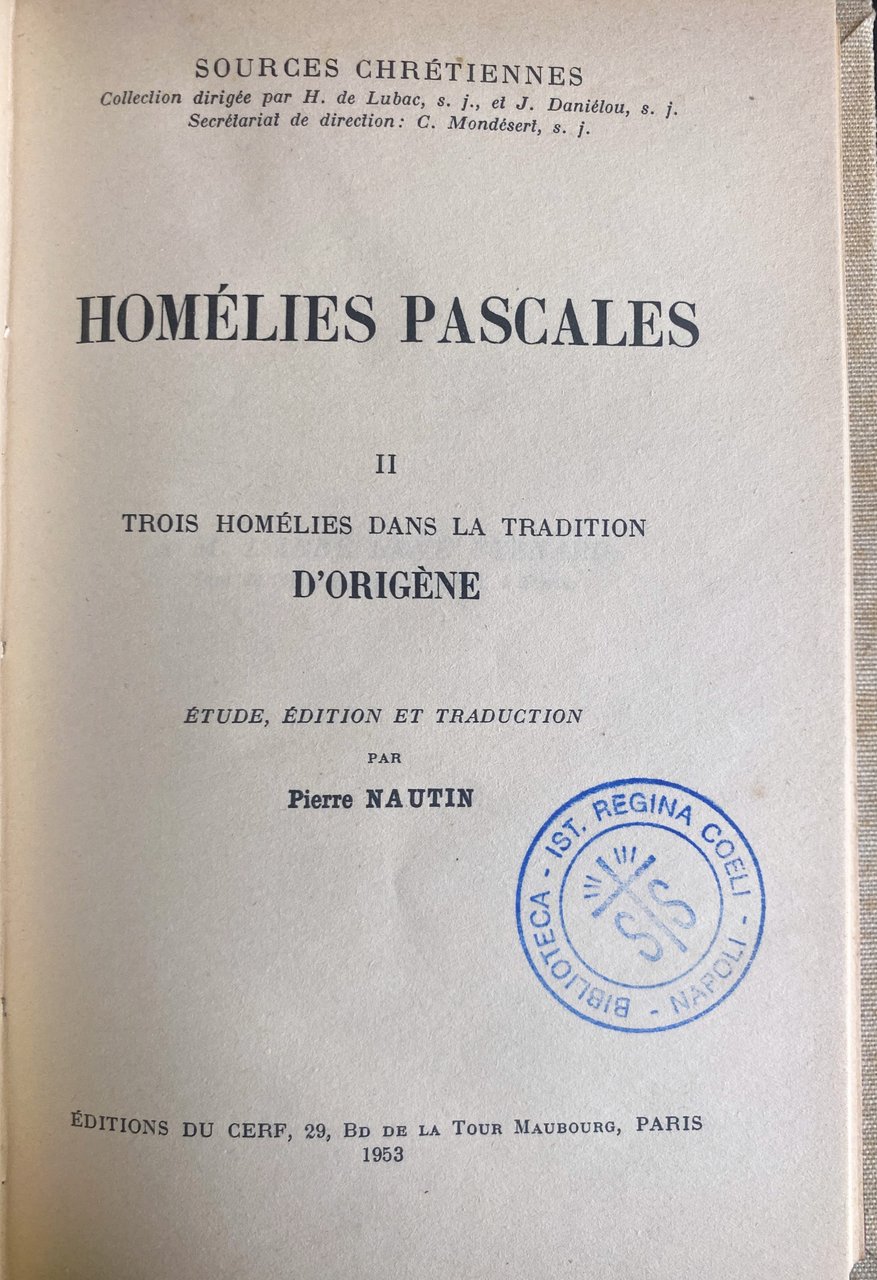 SOURCES CHRÉTIENNES
Collection dirigée par H. de Lubac, s. j., et J. Daniélou, s. j.
Secrétariat de direction: C. Mondésert, s. j.
HOMÉLIES PASCALES
II
TROIS HOMÉLIES DANS LA TRADITION
D'ORIGÈNE
ÉTUDE, ÉDITION ET TRADUCTION
PAR
Pierre NAUTIN
BIBLIOTECA - IST. REGINA COELI - NAPOLI -
SS
ÉDITIONS DU CERF, 29, BD DE LA TOUR MAUBOURG, PARIS
1953